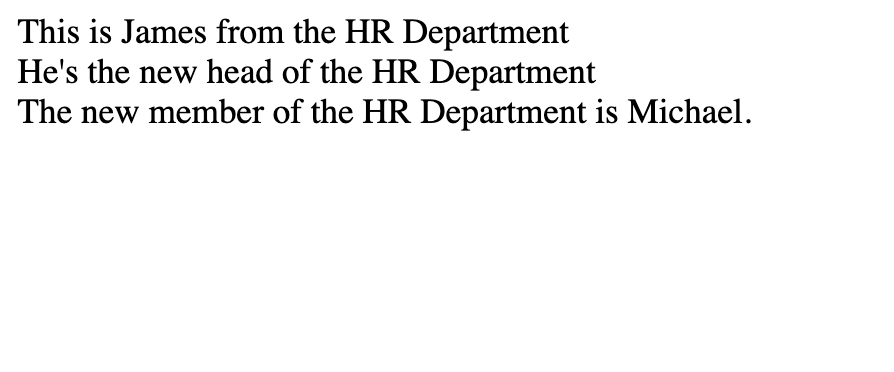 This is James from the HR Department
He's the new head of the HR Department
The new member of the HR Department is Michael.